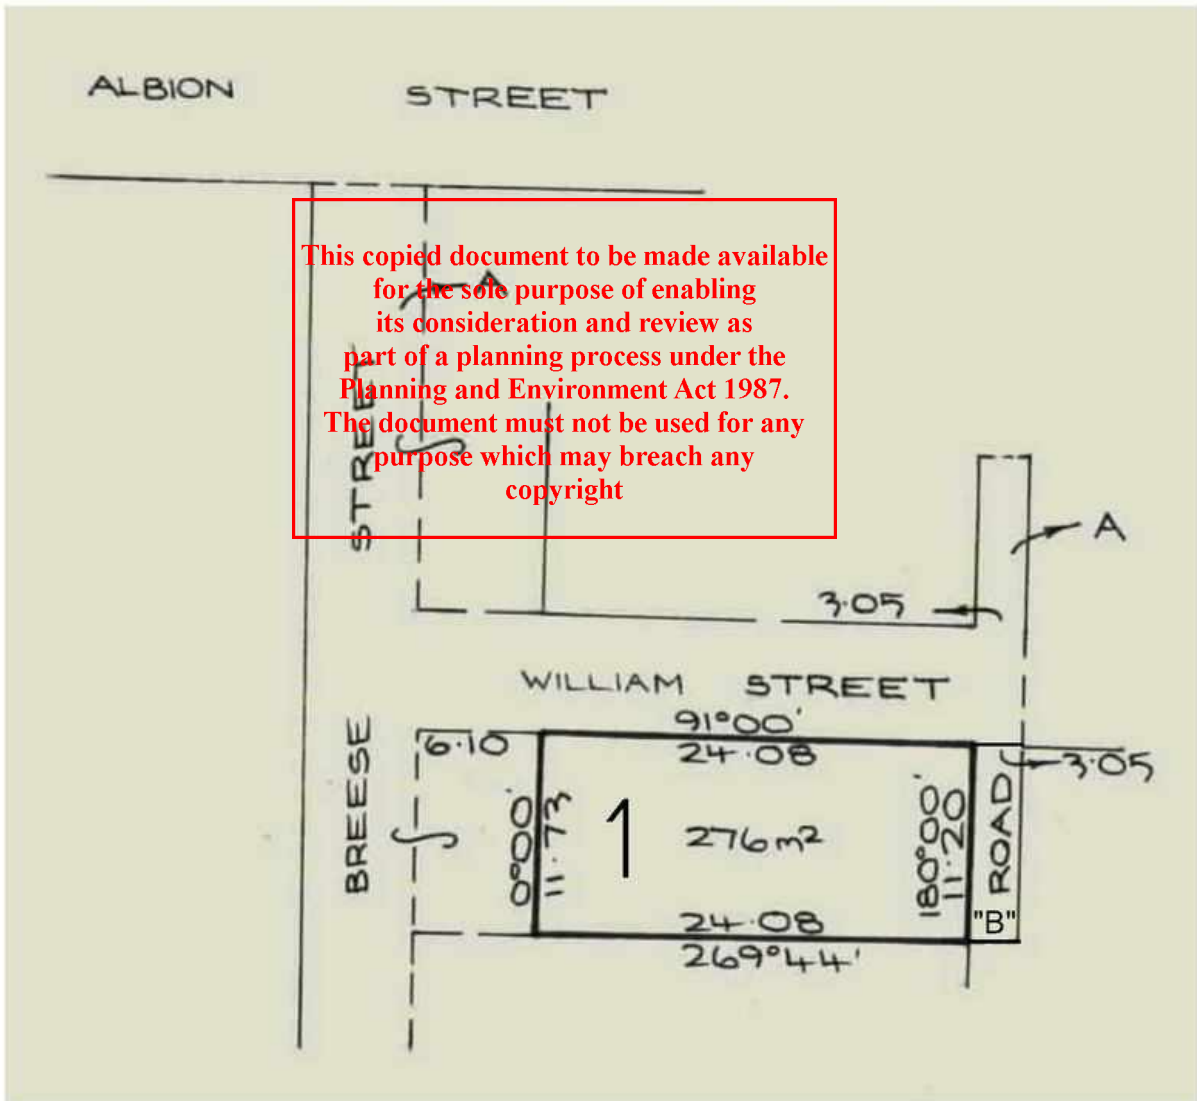 ALBION STREET
This copied document to be made available
for the sole purpose of enabling
its consideration and review as
part of a planning process under the
Planning and Environment Act 1987.
The document must not be used for any
purpose which may breach any
copyright
A
STREET
A
3.05
WILLIAM STREET
91°00'
6.10
24.08
3.05
BREESE
0°00'
11.73
1
276m²
180°00'
11.20
ROAD
"B"
24.08
269°44'